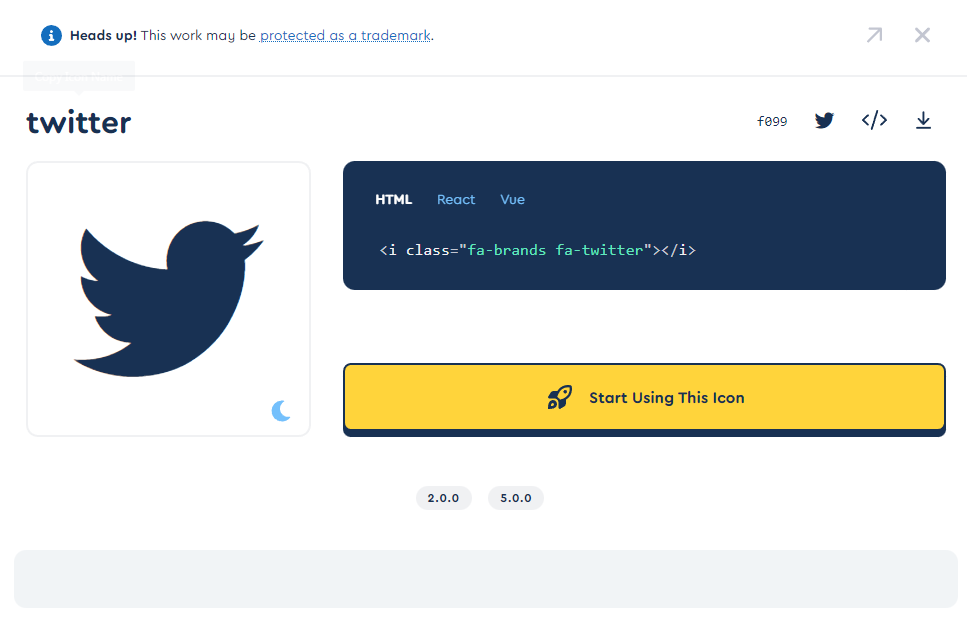 Heads up! This work may be protected as a trademark.
twitter
f099
HTML React Vue
<i class="fa-brands fa-twitter"></i>
Start Using This Icon
2.0.0 5.0.0